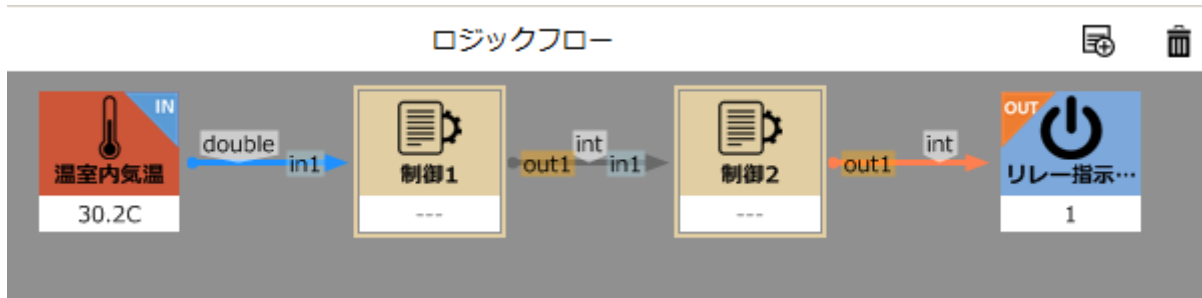 ロジックフロー
IN
温室内気温
30.2C
double
in1
制御1
---
out1
int
in1
制御2
---
out1
int
OUT
リレー指示…
1